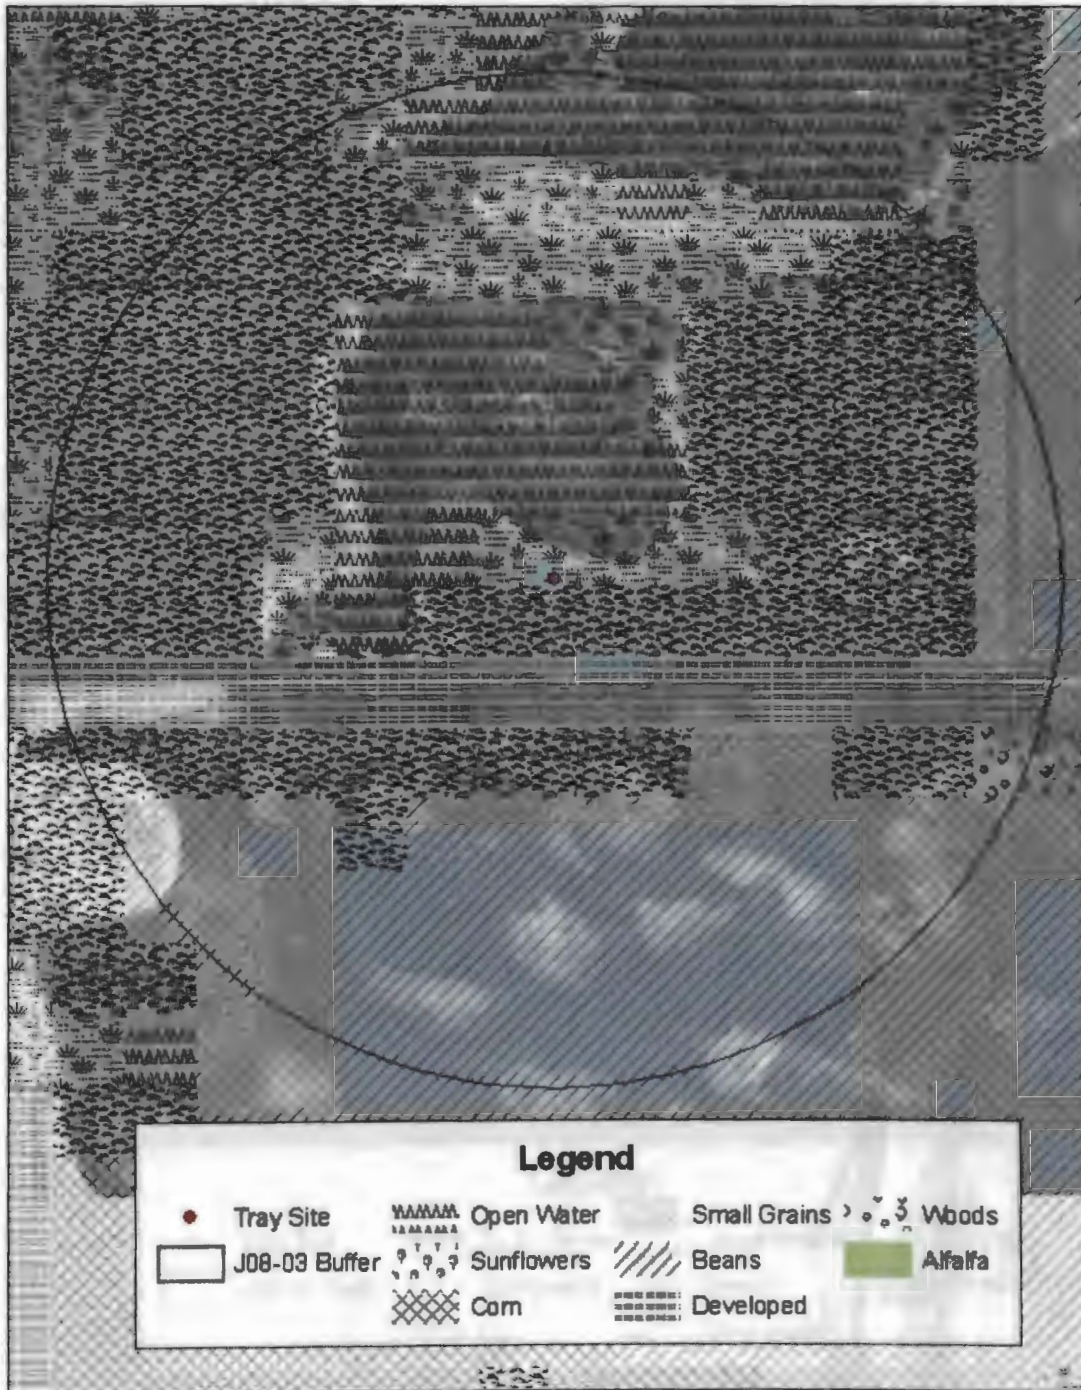 Legend
Tray Site Open Water Small Grains Woods
J08-03 Buffer Sunflowers Beans Alfalfa
Corn Developed